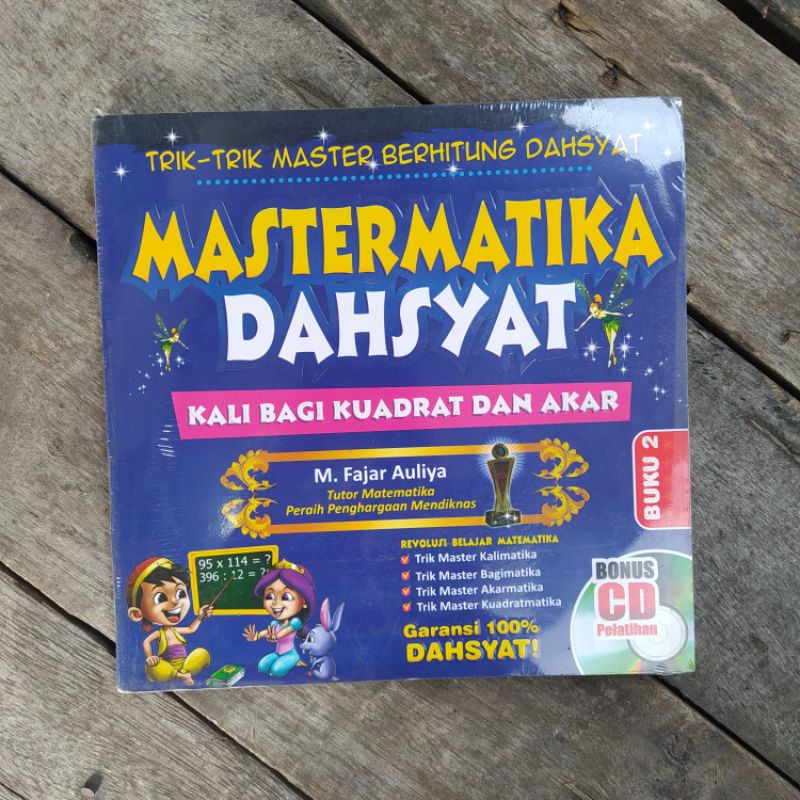 TRIK-TRIK MASTER BERHITUNG DAHSYAT
MASTERMATIKA
DAHSYAT
KALI BAGI KUADRAT DAN AKAR
M. Fajar Auliya
Tutor Matematika
Peraih Penghargaan Mendiknas
BUKU 2
REVOLUSI BELAJAR MATEMATIKA
Trik Master Kalimatika
Trik Master Bagimatika
Trik Master Akarmatika
Trik Master Kuadratmatika
Garansi 100%
DAHSYAT!
95 x 114 = ?
396 : 12 = ?
BONUS
CD
Pelatihan